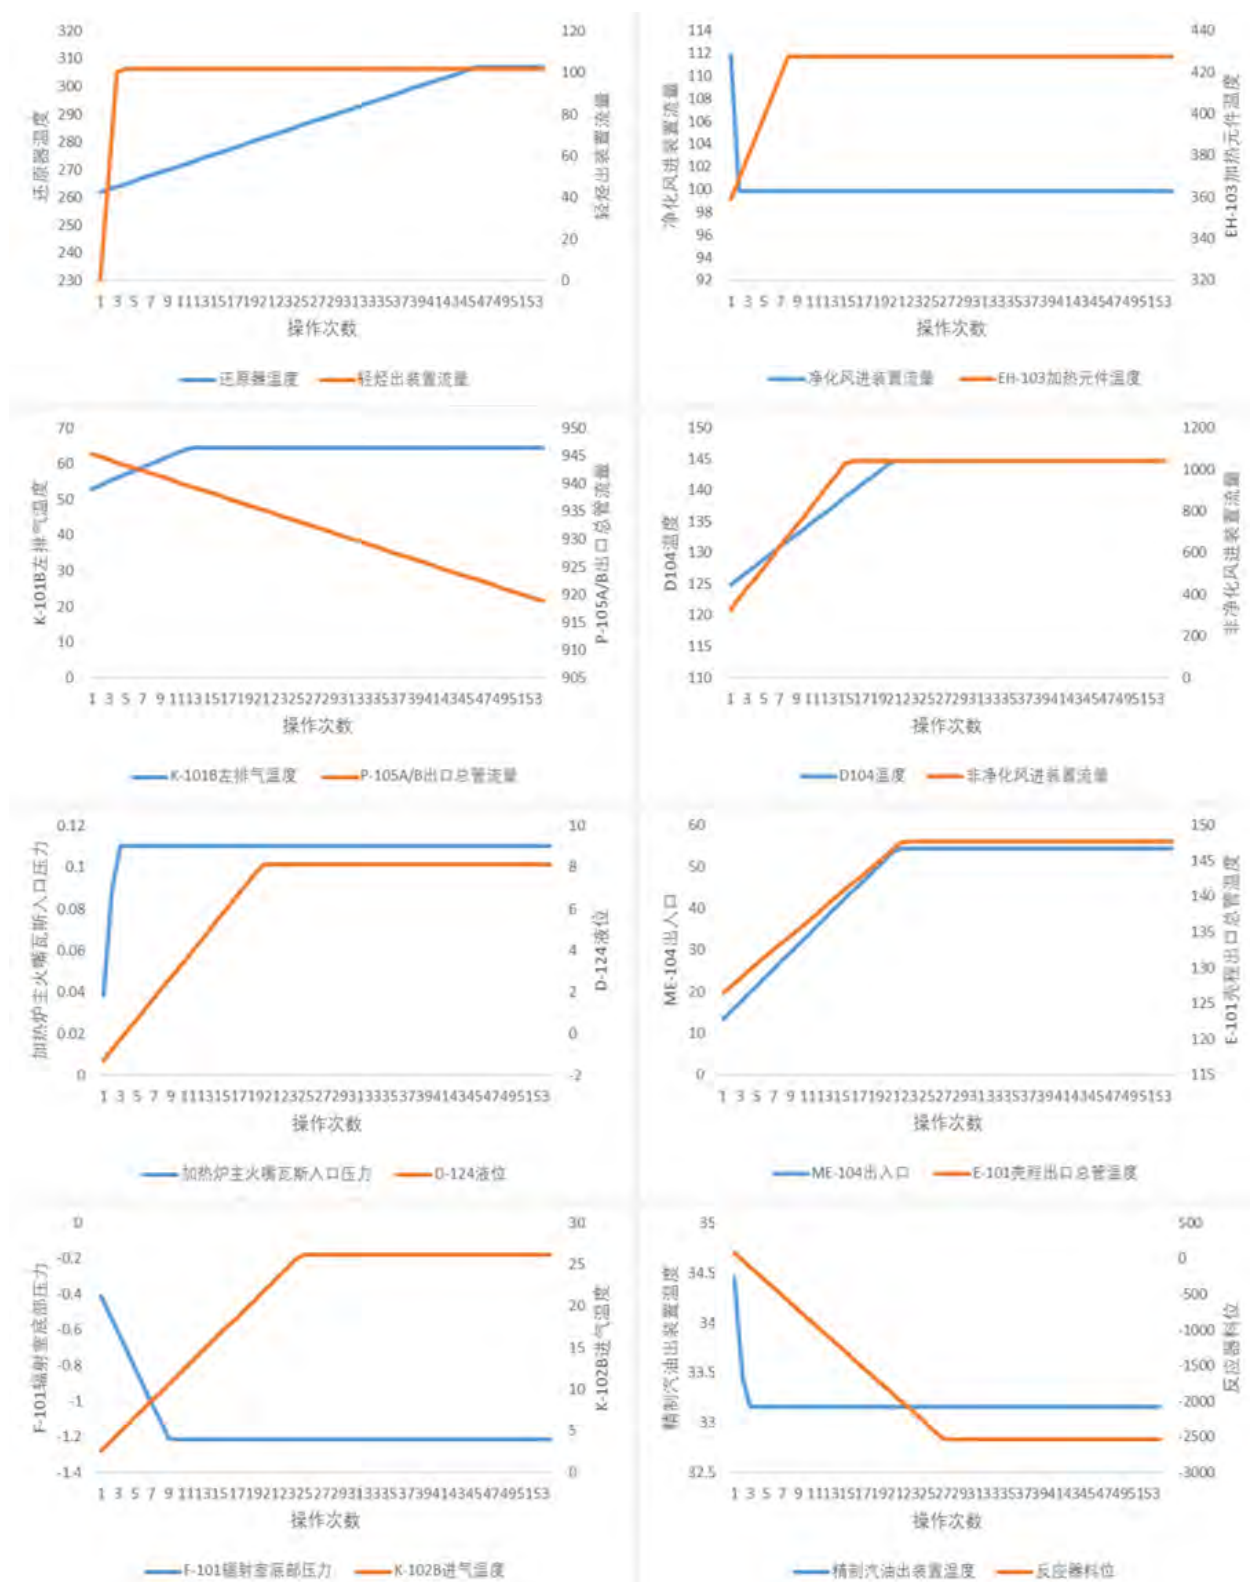 320 120 114 440
310 100 112 420
300 80 110 400
290 60 108 380
280 40 106 360
270 20 104 340
260 0 102 320
250 100
240 98
230 96
94
92
还原器温度
轻烃出装置流量
净化风进装置流量
EH-103加热元件温度
1 3 5 7 9 11131517192123252729313335373941434547495153
1 3 5 7 9 11131517192123252729313335373941434547495153
操作次数 操作次数
还原器温度 轻烃出装置流量
净化风进装置流量 EH-103加热元件温度
70 950 150 1200
60 945 145 1000
50 940 140 800
40 935 135 600
30 930 130 400
20 925 125 200
10 920 120 0
0 915 115
910 110
905
K-101B左排气温度
P-105A/B出口总管流量
D104温度
非净化风进装置流量
1 3 5 7 9 11131517192123252729313335373941434547495153
1 3 5 7 9 11131517192123252729313335373941434547495153
操作次数 操作次数
K-101B左排气温度 P-105A/B出口总管流量
D104温度 非净化风进装置流量
0.12 10 60 150
0.1 8 50 145
0.08 6 40 140
0.06 4 30 135
0.04 2 20 130
0.02 0 10 125
0 -2 0 120
115
加热炉主火嘴瓦斯入口压力
D-124液位
ME-104出入口
E-101壳程出口总管温度
1 3 5 7 9 11131517192123252729313335373941434547495153
1 3 5 7 9 11131517192123252729313335373941434547495153
操作次数 操作次数
加热炉主火嘴瓦斯入口压力 D-124液位
ME-104出入口 E-101壳程出口总管温度
0 30 35 500
-0.2 25 34.5 0
-0.4 20 34 -500
-0.6 15 33.5 -1000
-0.8 10 33 -1500
-1 5 32.5 -2000
-1.2 0 -2500
-1.4 -3000
F-101辐射室底部压力
K-102B进气温度
精制汽油出装置温度
反应器料位
1 3 5 7 9 11131517192123252729313335373941434547495153
1 3 5 7 9 11131517192123252729313335373941434547495153
操作次数 操作次数
F-101辐射室底部压力 K-102B进气温度
精制汽油出装置温度 反应器料位